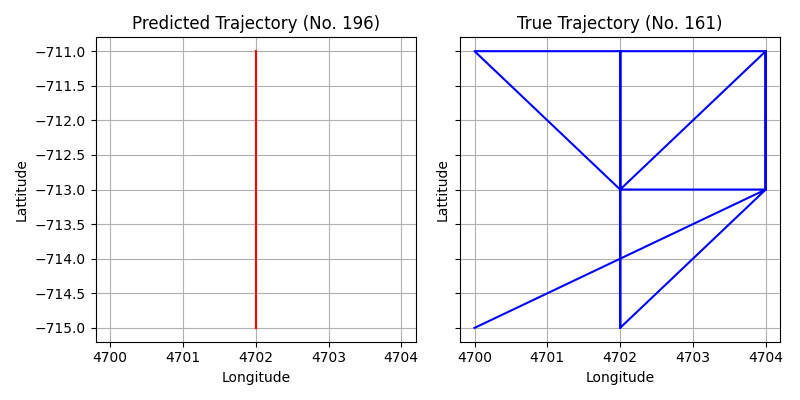 Predicted Trajectory (No. 196)
Lattitude
−711.0
−711.5
−712.0
−712.5
−713.0
−713.5
−714.0
−714.5
−715.0
4700 4701 4702 4703 4704
Longitude
True Trajectory (No. 161)
Lattitude
4700 4701 4702 4703 4704
Longitude